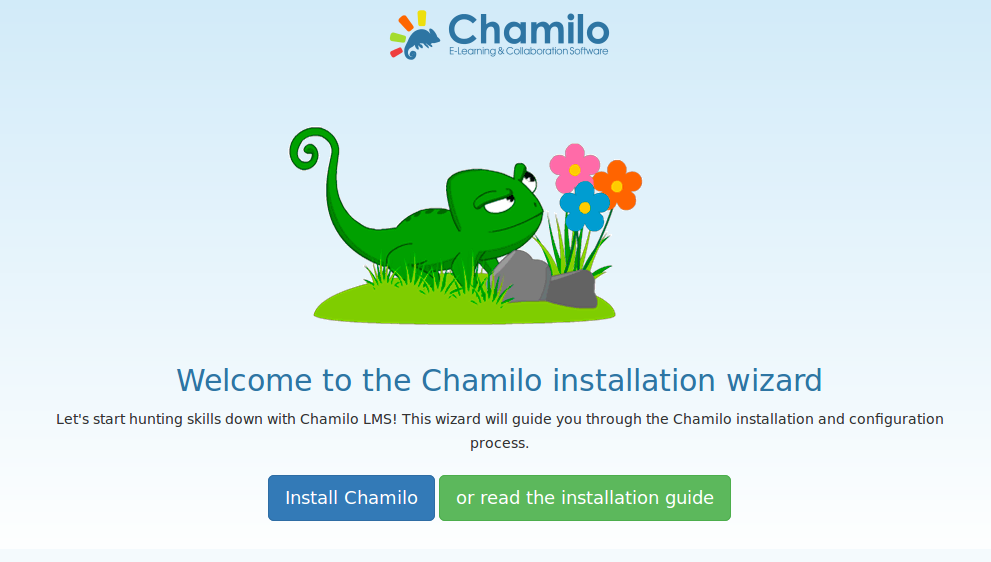 Chamilo
E-Learning & Collaboration Software
Welcome to the Chamilo installation wizard
Let's start hunting skills down with Chamilo LMS! This wizard will guide you through the Chamilo installation and configuration
process.
Install Chamilo
or read the installation guide